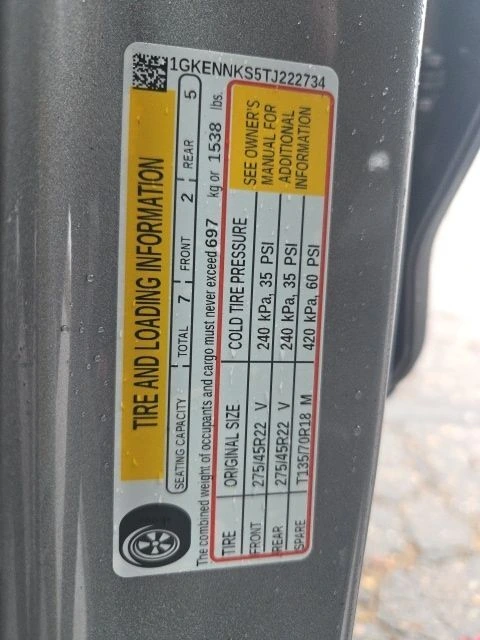 1GKENNKS5TJ222734
TIRE AND LOADING INFORMATION
SEATING CAPACITY TOTAL 7 FRONT 2 REAR 5
The combined weight of occupants and cargo must never exceed 697 kg or 1538 lbs.
TIRE ORIGINAL SIZE COLD TIRE PRESSURE
FRONT 275/45R22 V 240 kPa, 35 PSI
REAR 275/45R22 V 240 kPa, 35 PSI
SPARE T135/70R18 M 420 kPa, 60 PSI
SEE OWNER'S
MANUAL FOR
ADDITIONAL
INFORMATION